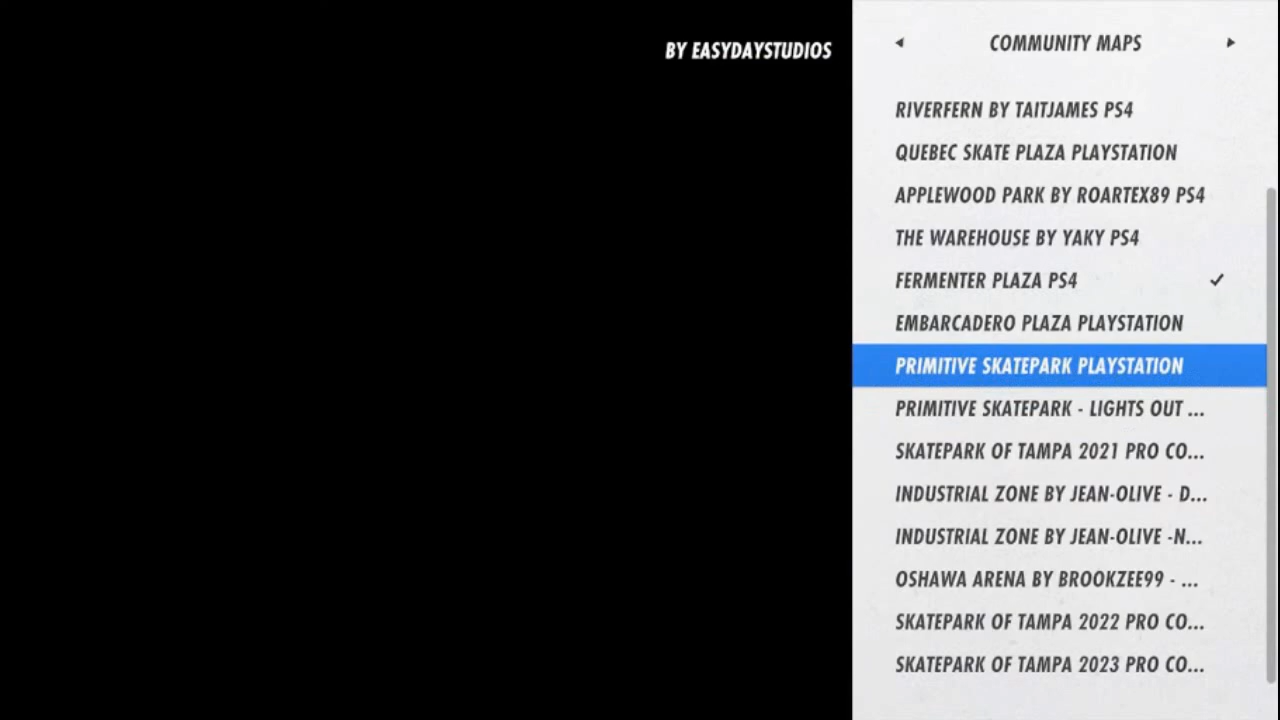 BY EASYDAYSTUDIOS
COMMUNITY MAPS
RIVERFERN BY TAITJAMES PS4
QUEBEC SKATE PLAZA PLAYSTATION
APPLEWOOD PARK BY ROARTEX89 PS4
THE WAREHOUSE BY YAKY PS4
FERMENTER PLAZA PS4
EMBARCADERO PLAZA PLAYSTATION
PRIMITIVE SKATEPARK PLAYSTATION
PRIMITIVE SKATEPARK - LIGHTS OUT ...
SKATEPARK OF TAMPA 2021 PRO CO...
INDUSTRIAL ZONE BY JEAN-OLIVE - D...
INDUSTRIAL ZONE BY JEAN-OLIVE -N...
OSHAWA ARENA BY BROOKZEE99 - ...
SKATEPARK OF TAMPA 2022 PRO CO...
SKATEPARK OF TAMPA 2023 PRO CO...